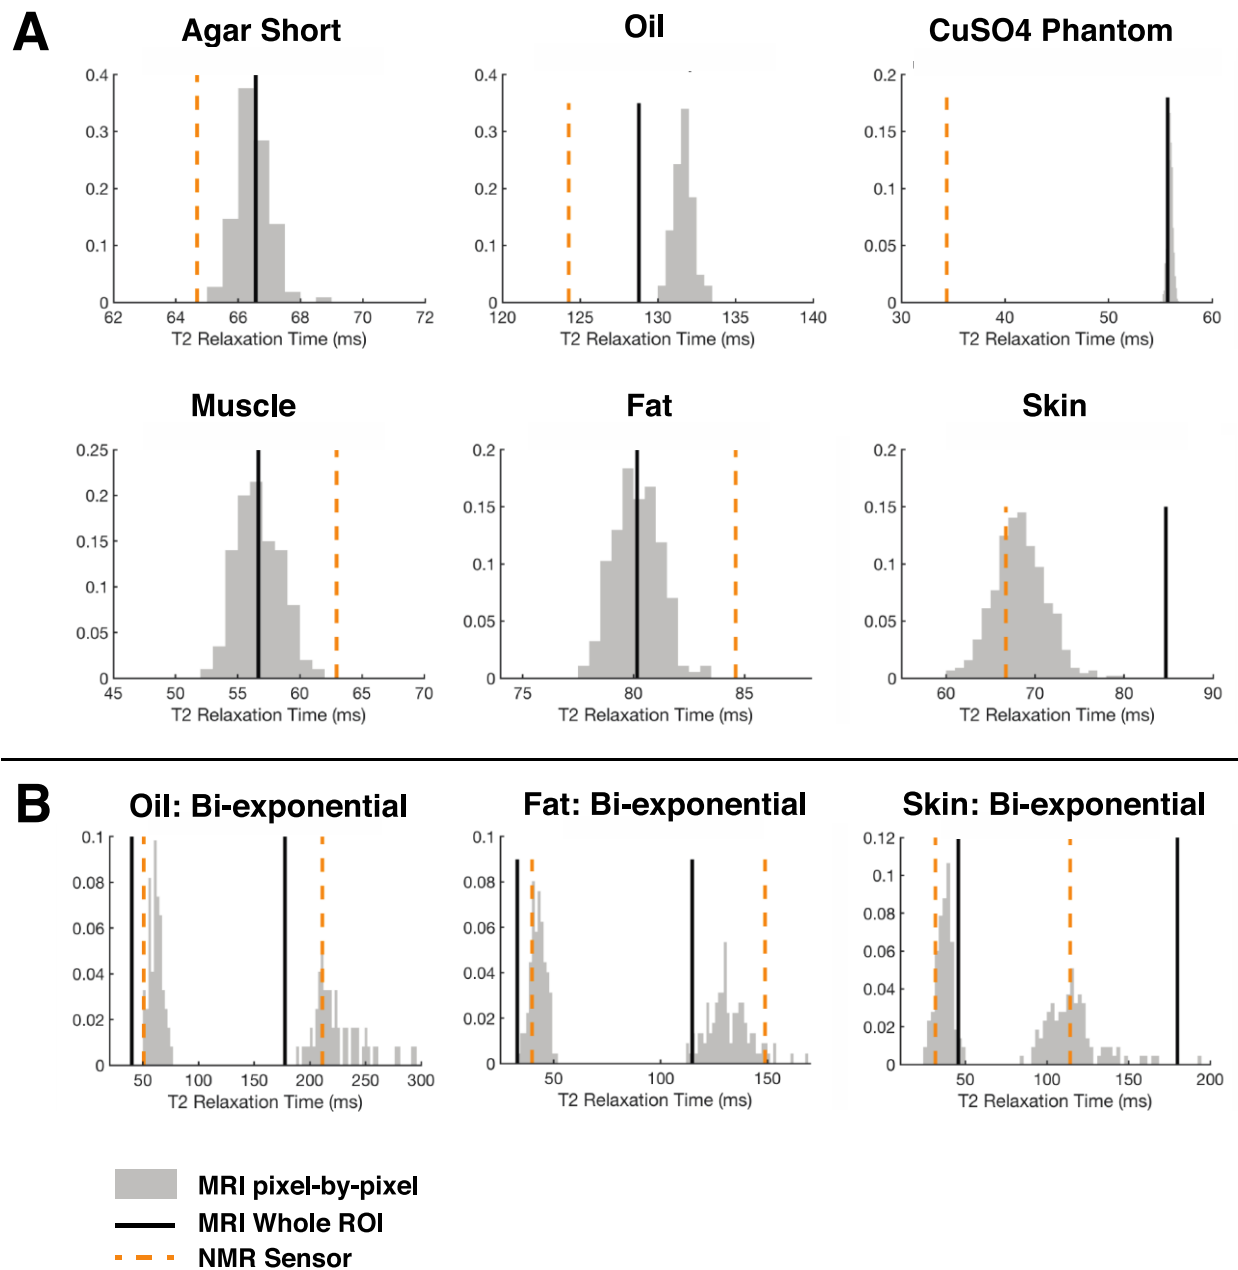 A
Agar Short
Oil
CuSO4 Phantom
0.4
0.3
0.2
0.1
0
62 64 66 68 70 72
T2 Relaxation Time (ms)
0.4
0.3
0.2
0.1
0
120 125 130 135 140
T2 Relaxation Time (ms)
0.2
0.15
0.1
0.05
0
30 40 50 60
T2 Relaxation Time (ms)
Muscle
Fat
Skin
0.25
0.2
0.15
0.1
0.05
0
45 50 55 60 65 70
T2 Relaxation Time (ms)
0.2
0.15
0.1
0.05
0
75 80 85
T2 Relaxation Time (ms)
0.2
0.15
0.1
0.05
0
60 70 80 90
T2 Relaxation Time (ms)
B
Oil: Bi-exponential
Fat: Bi-exponential
Skin: Bi-exponential
0.1
0.08
0.06
0.04
0.02
0
50 100 150 200 250 300
T2 Relaxation Time (ms)
0.1
0.08
0.06
0.04
0.02
0
50 100 150
T2 Relaxation Time (ms)
0.12
0.1
0.08
0.06
0.04
0.02
0
50 100 150 200
T2 Relaxation Time (ms)
MRI pixel-by-pixel
MRI Whole ROI
NMR Sensor